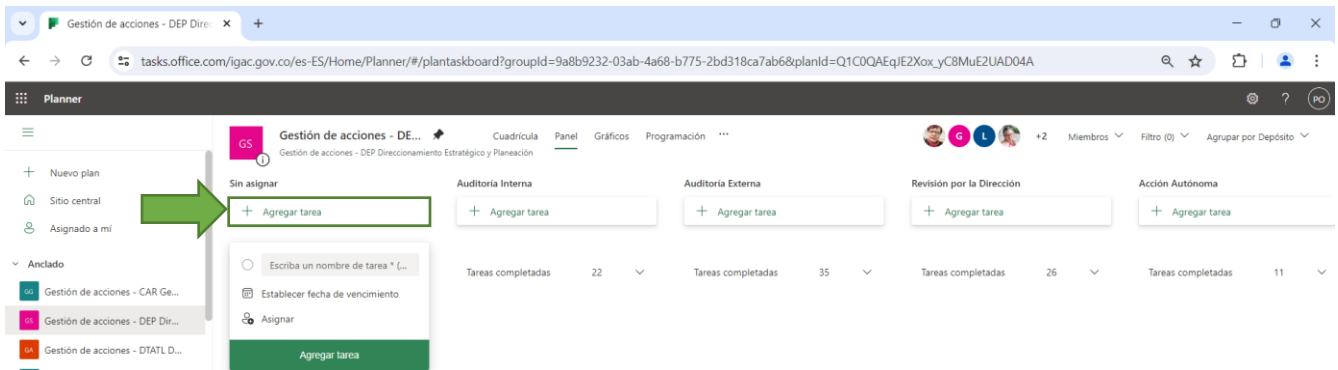 Gestión de acciones - DEP Direc
tasks.office.com/igac.gov.co/es-ES/Home/Planner/#/plantaskboard?groupId=9a8b9232-03ab-4a68-b775-2bd318ca7ab6&planId=Q1C0QAEqJE2Xox_yC8MuE2UAD04A
Planner
? PO
GS
Gestión de acciones - DE...
Gestión de acciones - DEP Direccionamiento Estratégico y Planeación
Cuadrícula Panel Gráficos Programación ...
G L +2 Miembros Filtro (0) Agrupar por Depósito
Nuevo plan
Sitio central
Asignado a mí
Anclado
GG Gestión de acciones - CAR Ge...
GS Gestión de acciones - DEP Dir...
GA Gestión de acciones - DTATL D...
Sin asignar
+ Agregar tarea
Escriba un nombre de tarea * (...
Establecer fecha de vencimiento
Asignar
Agregar tarea
Auditoría Interna
+ Agregar tarea
Tareas completadas 22
Auditoría Externa
+ Agregar tarea
Tareas completadas 35
Revisión por la Dirección
+ Agregar tarea
Tareas completadas 26
Acción Autónoma
+ Agregar tarea
Tareas completadas 11